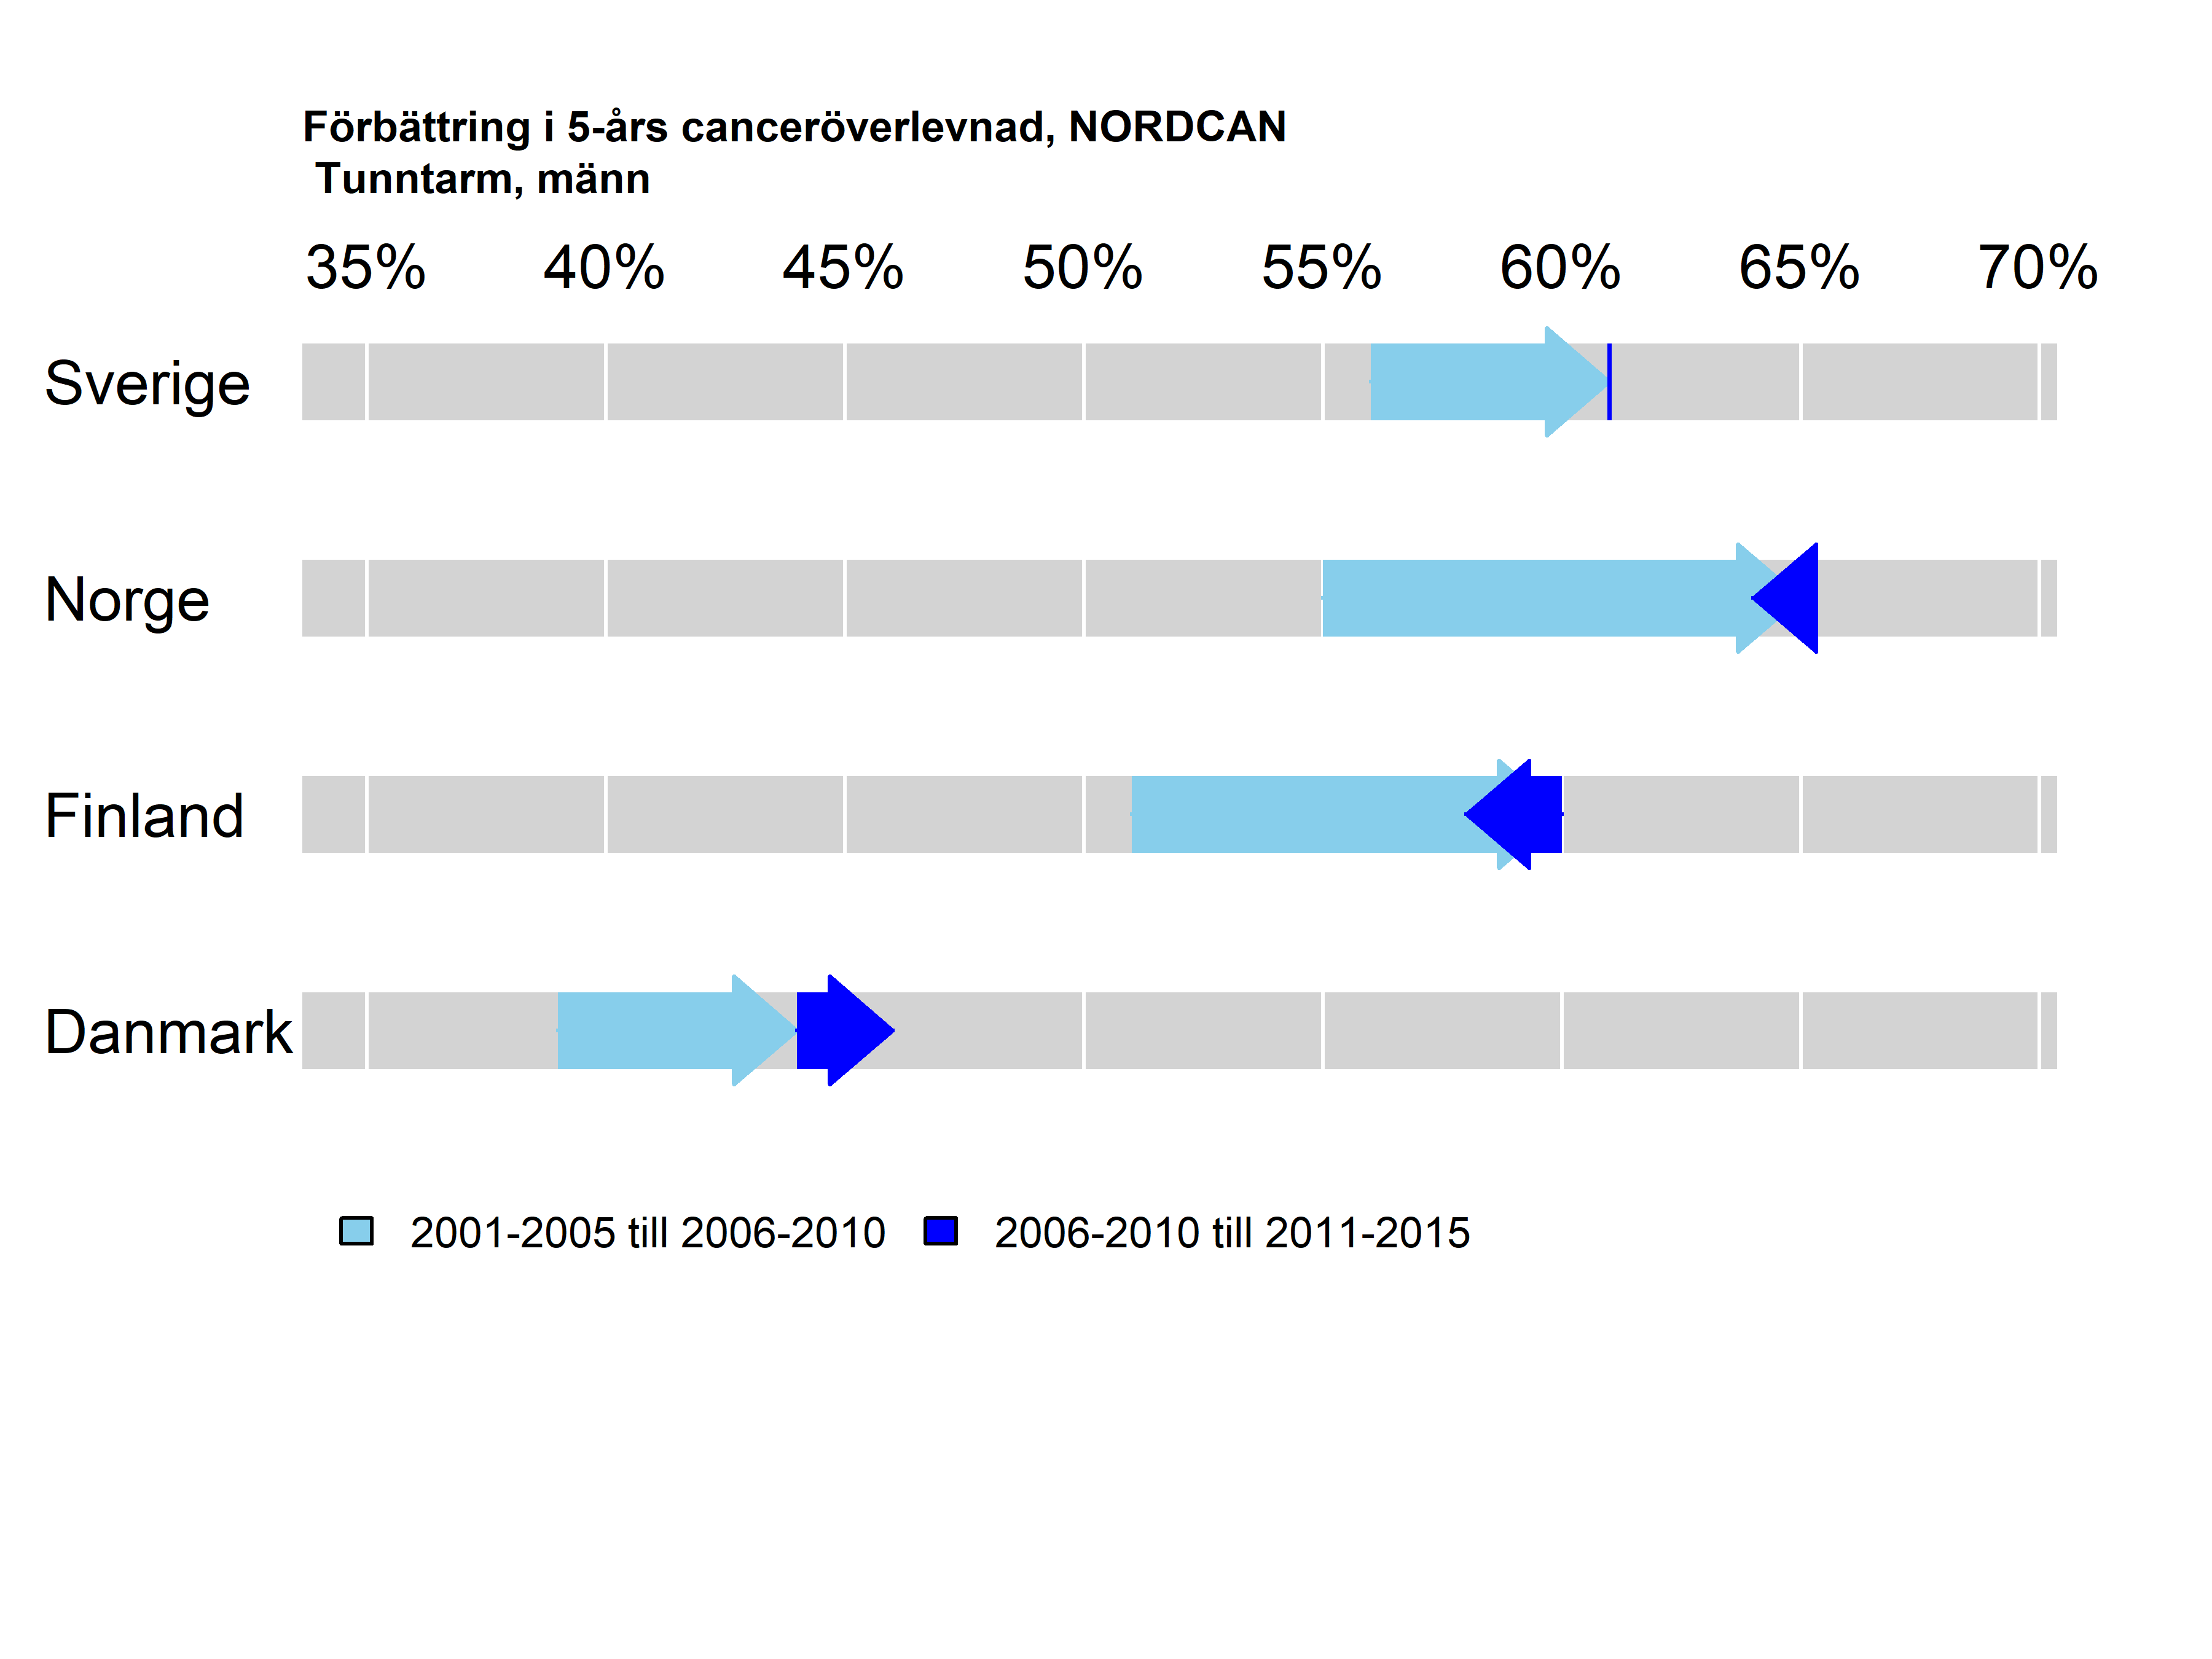 Förbättring i 5-års canceröverlevnad, NORDCAN
Tunntarm, männ
35% 40% 45% 50% 55% 60% 65% 70%
Sverige
Norge
Finland
Danmark
2001-2005 till 2006-2010 2006-2010 till 2011-2015